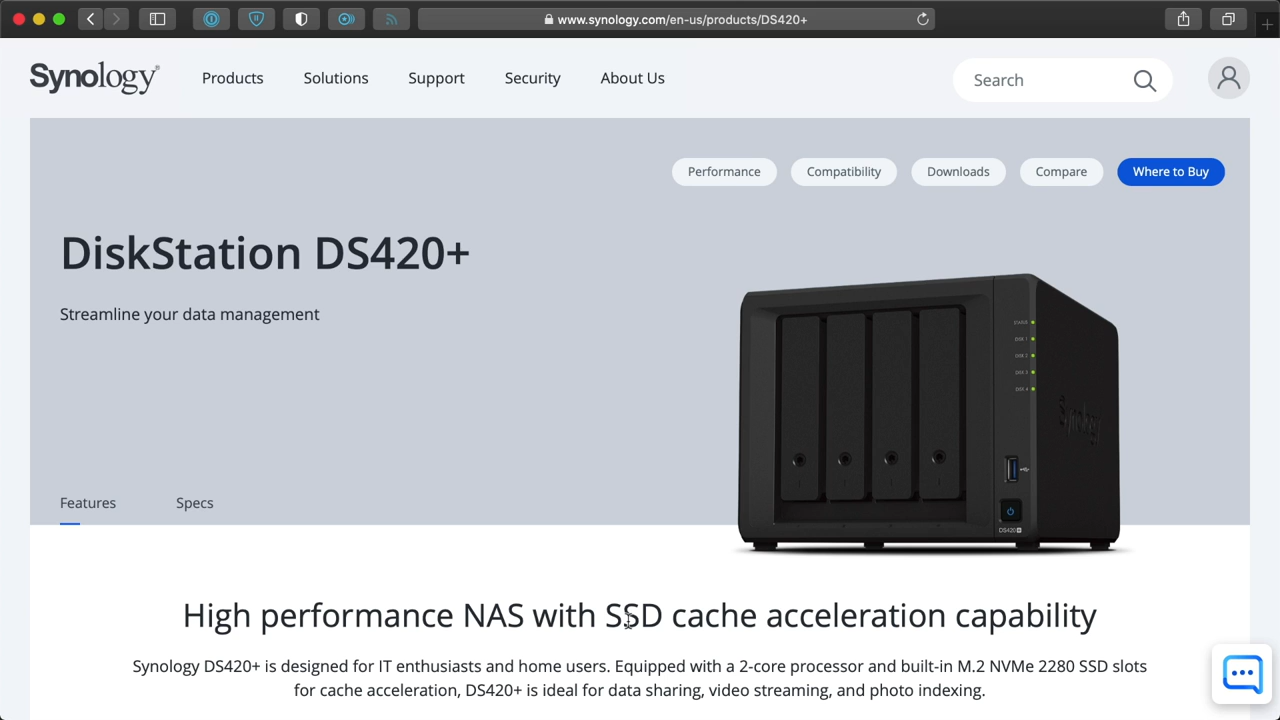 www.synology.com/en-us/products/DS420+
Synology®
Products
Solutions
Support
Security
About Us
Search
Performance
Compatibility
Downloads
Compare
Where to Buy
DiskStation DS420+
Streamline your data management
Synology
DS420+
Features
Specs
High performance NAS with SSD cache acceleration capability
Synology DS420+ is designed for IT enthusiasts and home users. Equipped with a 2-core processor and built-in M.2 NVMe 2280 SSD slots
for cache acceleration, DS420+ is ideal for data sharing, video streaming, and photo indexing.